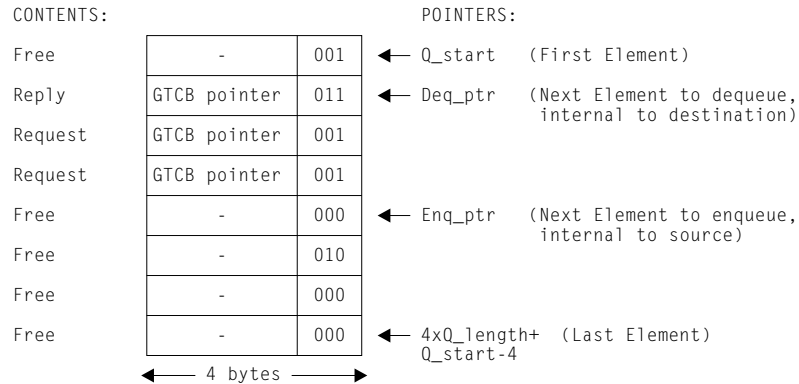 CONTENTS: POINTERS:
Free - 001 Q_start (First Element)
Reply GTCB pointer 011 Deq_ptr (Next Element to dequeue,
internal to destination)
Request GTCB pointer 001
Request GTCB pointer 001
Free - 000 Enq_ptr (Next Element to enqueue,
internal to source)
Free - 010
Free - 000
Free - 000 4xQ_length+ (Last Element)
Q_start-4
4 bytes